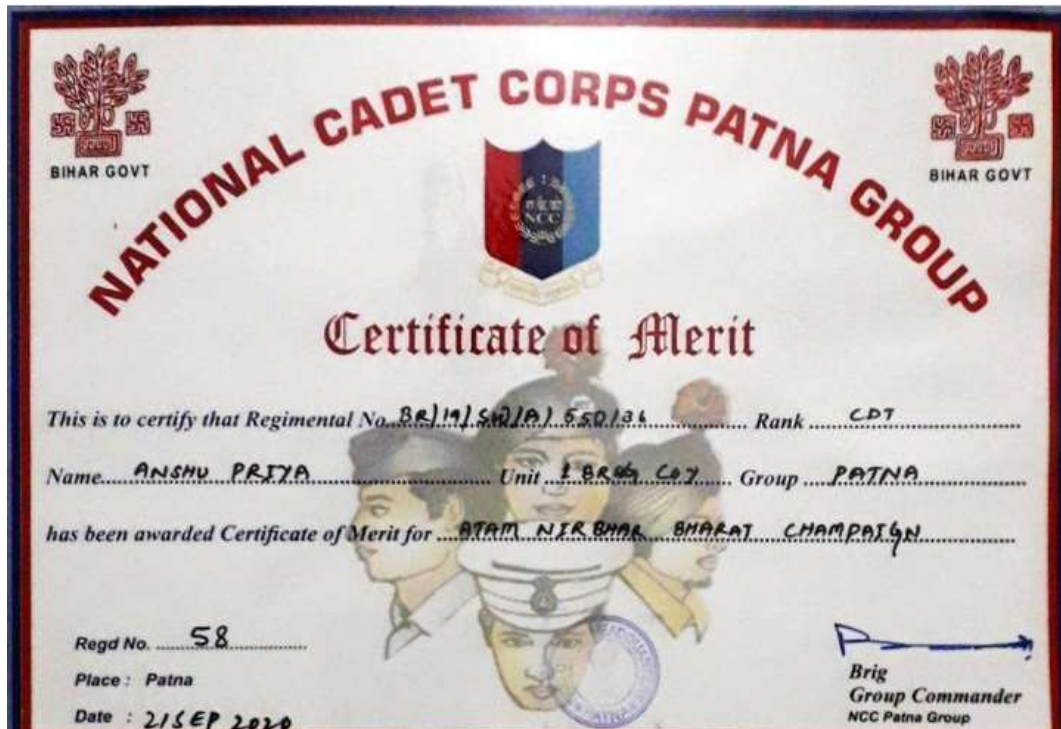 NATIONAL CADET CORPS PATNA GROUP
BIHAR GOVT
BIHAR GOVT
NCC
Certificate of Merit
This is to certify that Regimental No. BR/19/SW/A/550136 Rank CDT
Name ANSHU PRIYA Unit 1 COY Group PATNA
has been awarded Certificate of Merit for ATAM NIRBHAR BHARAT CHAMPAIGN
Regd No. 58
Place : Patna
Date : 21 SEP 2020
Brig
Group Commander
NCC Patna Group